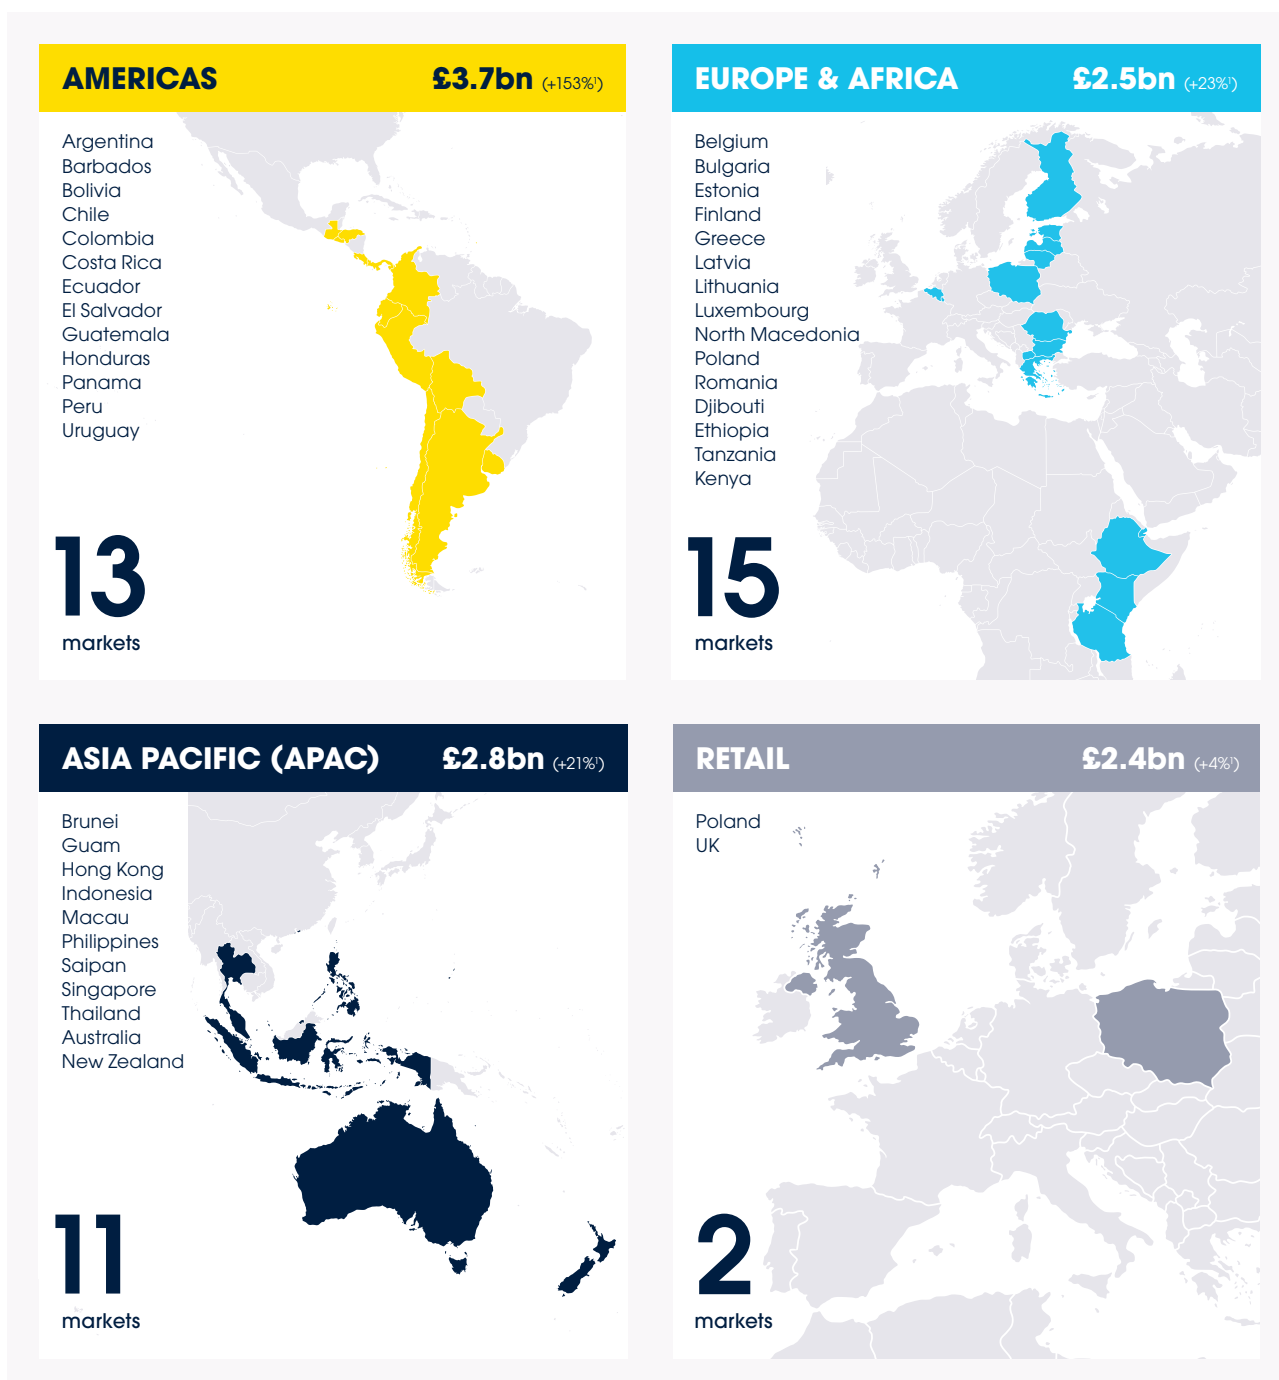 AMERICAS £3.7bn (+153%¹)
Argentina
Barbados
Bolivia
Chile
Colombia
Costa Rica
Ecuador
El Salvador
Guatemala
Honduras
Panama
Peru
Uruguay
13
markets
EUROPE & AFRICA £2.5bn (+23%¹)
Belgium
Bulgaria
Estonia
Finland
Greece
Latvia
Lithuania
Luxembourg
North Macedonia
Poland
Romania
Djibouti
Ethiopia
Tanzania
Kenya
15
markets
ASIA PACIFIC (APAC) £2.8bn (+21%¹)
Brunei
Guam
Hong Kong
Indonesia
Macau
Philippines
Saipan
Singapore
Thailand
Australia
New Zealand
11
markets
RETAIL £2.4bn (+4%¹)
Poland
UK
2
markets